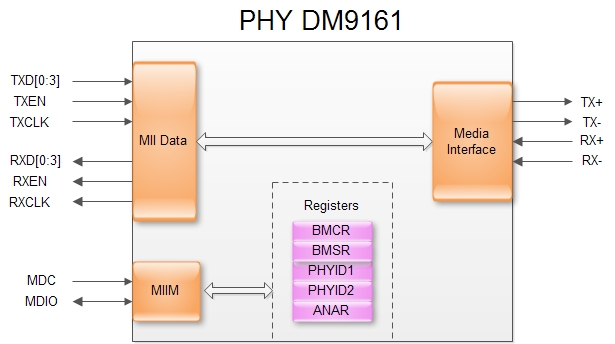 PHY DM9161
TXD[0:3]
TXEN
TXCLK
RXD[0:3]
RXEN
RXCLK
MII Data
Media
Interface
TX+
TX-
RX+
RX-
MDC
MDIO
MIIM
Registers
BMCR
BMSR
PHYID1
PHYID2
ANAR